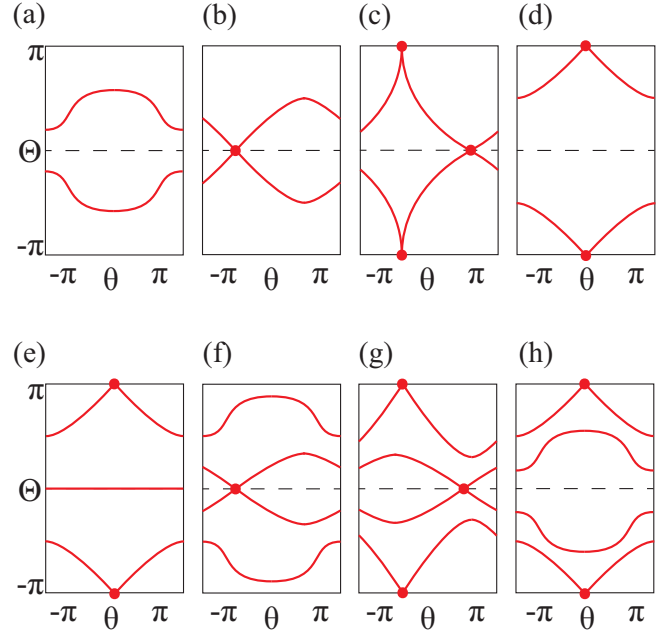 (a) (b) (c) (d)
π
Θ
-π
-π θ π -π θ π -π θ π -π θ π
(e) (f) (g) (h)
π
Θ
-π
-π θ π -π θ π -π θ π -π θ π